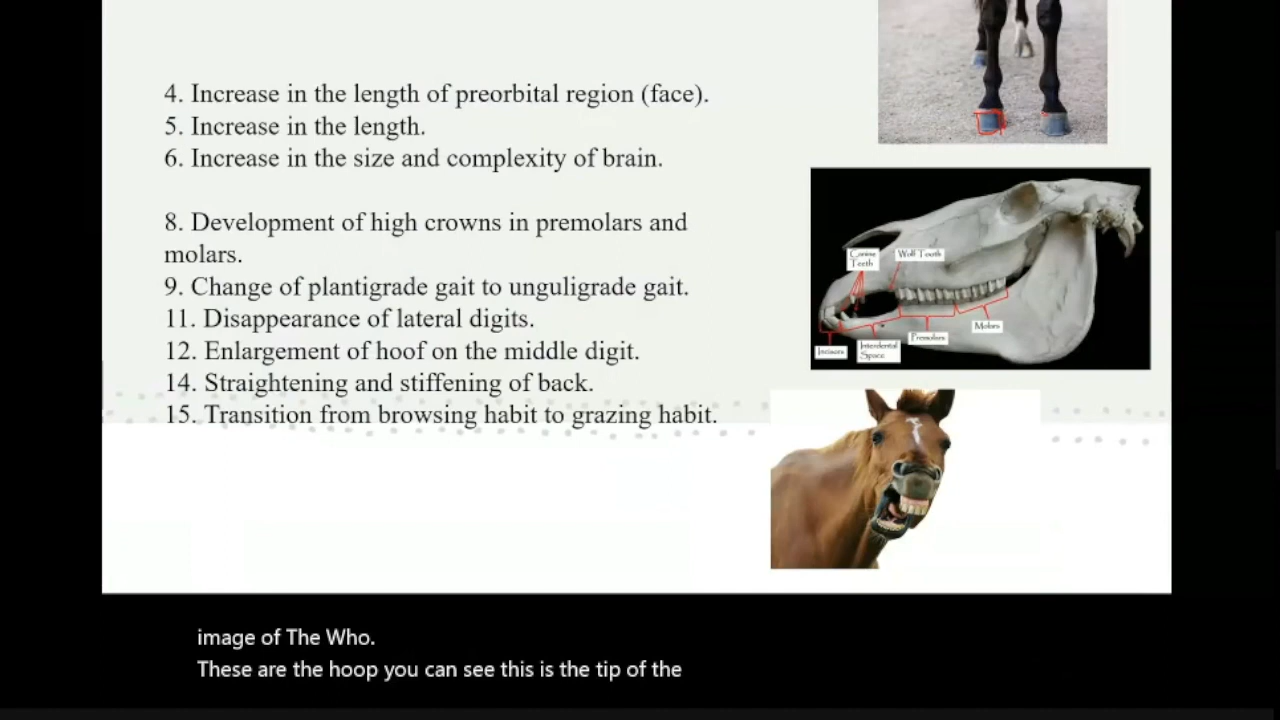 4. Increase in the length of preorbital region (face).
5. Increase in the length.
6. Increase in the size and complexity of brain.
8. Development of high crowns in premolars and
molars.
9. Change of plantigrade gait to unguligrade gait.
11. Disappearance of lateral digits.
12. Enlargement of hoof on the middle digit.
14. Straightening and stiffening of back.
15. Transition from browsing habit to grazing habit.
Canine
Teeth
Wolf Tooth
Molars
Premolars
Incisors
Interdental
Space
image of The Who.
These are the hoop you can see this is the tip of the